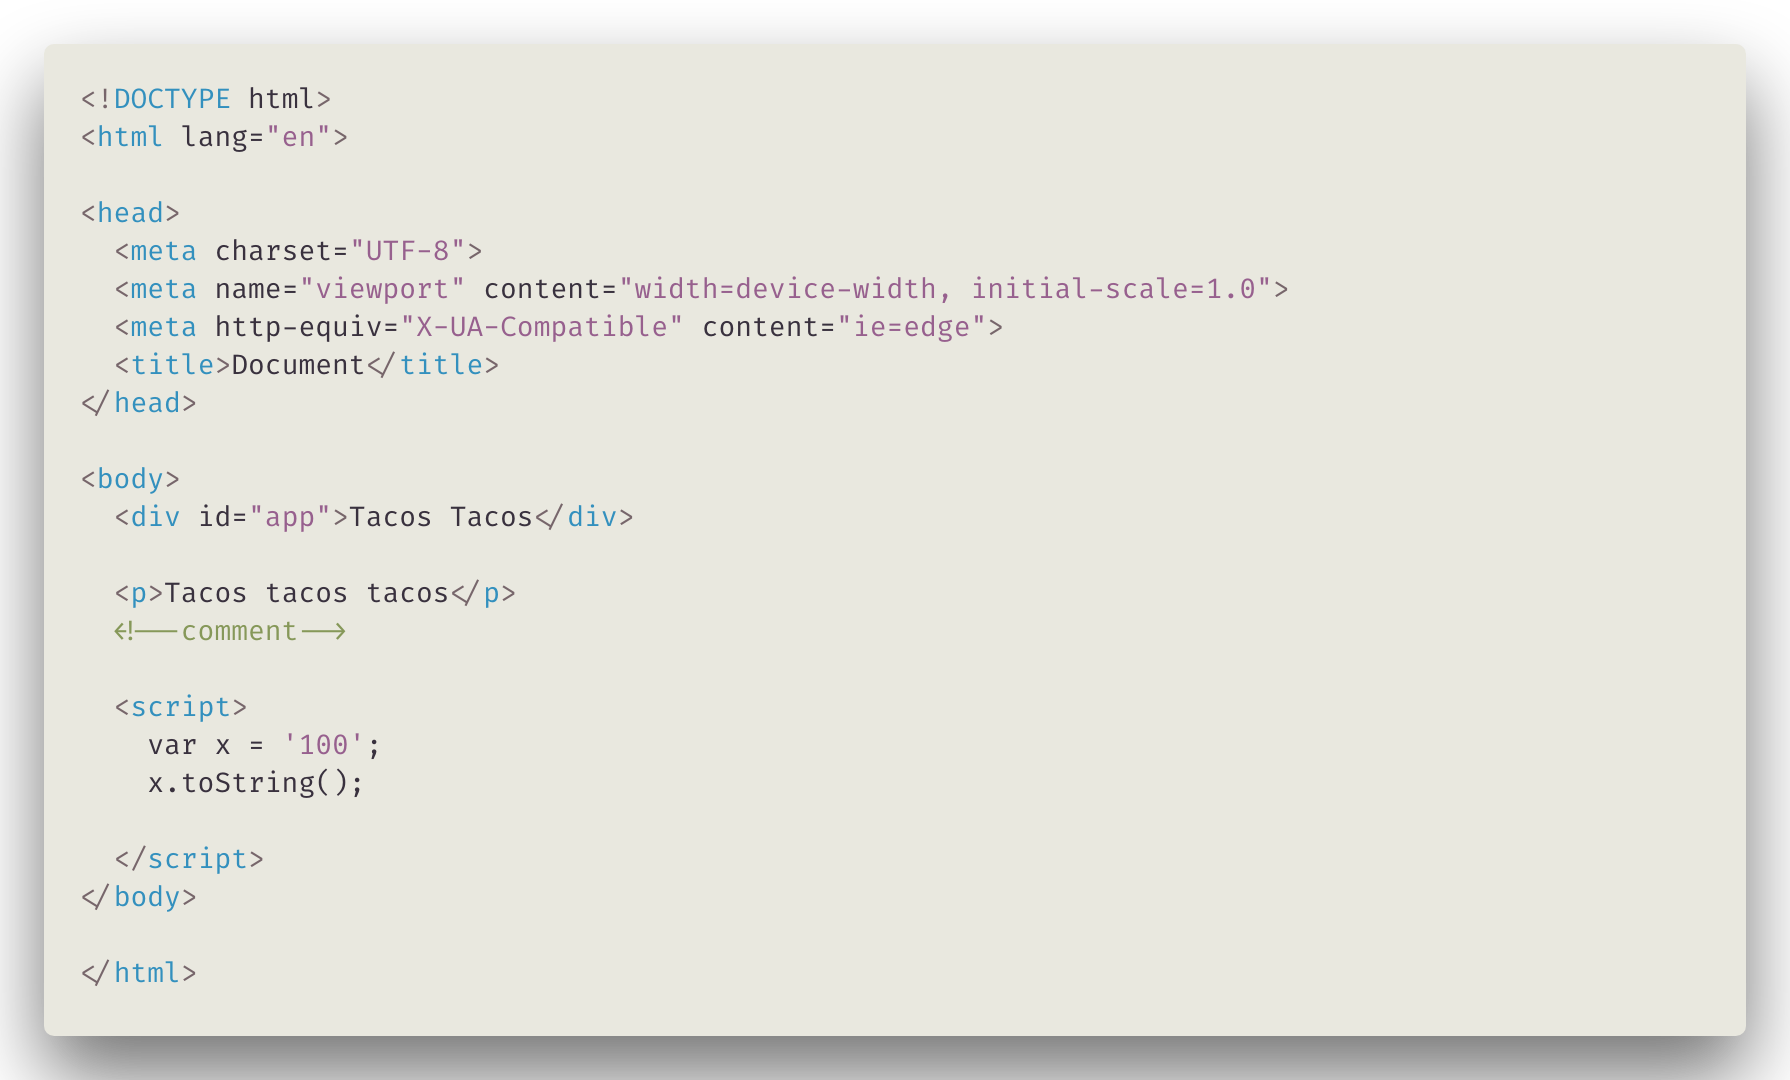 <!DOCTYPE html>
<html lang="en">
<head>
<meta charset="UTF-8">
<meta name="viewport" content="width=device-width, initial-scale=1.0">
<meta http-equiv="X-UA-Compatible" content="ie=edge">
<title>Document</title>
</head>
<body>
<div id="app">Tacos Tacos</div>
<p>Tacos tacos tacos</p>
<!--comment-->
<script>
var x = '100';
x.toString();
</script>
</body>
</html>